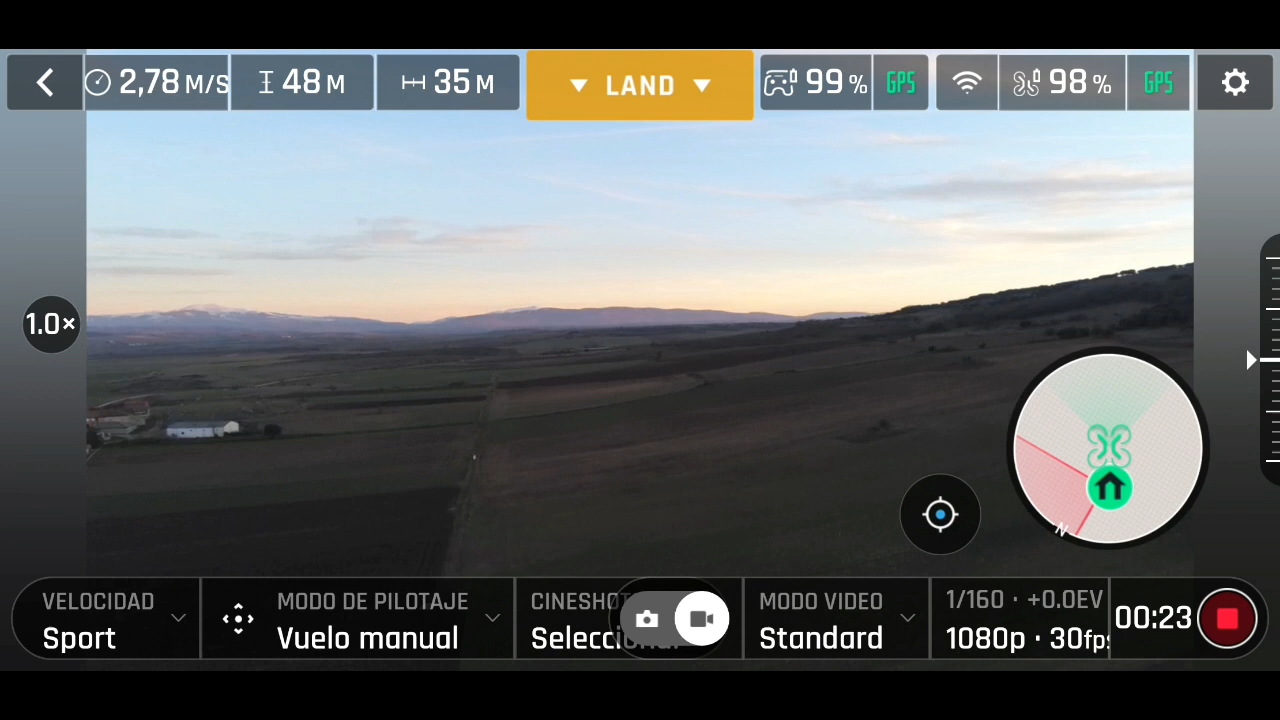 2,78 M/S
48 M
35 M
LAND
99 %
GPS
98 %
GPS
1.0×
N
VELOCIDAD
Sport
MODO DE PILOTAJE
Vuelo manual
CINESHOT
Selecci
MODO VIDEO
Standard
1/160 · +0.0EV
1080p · 30fps
00:23